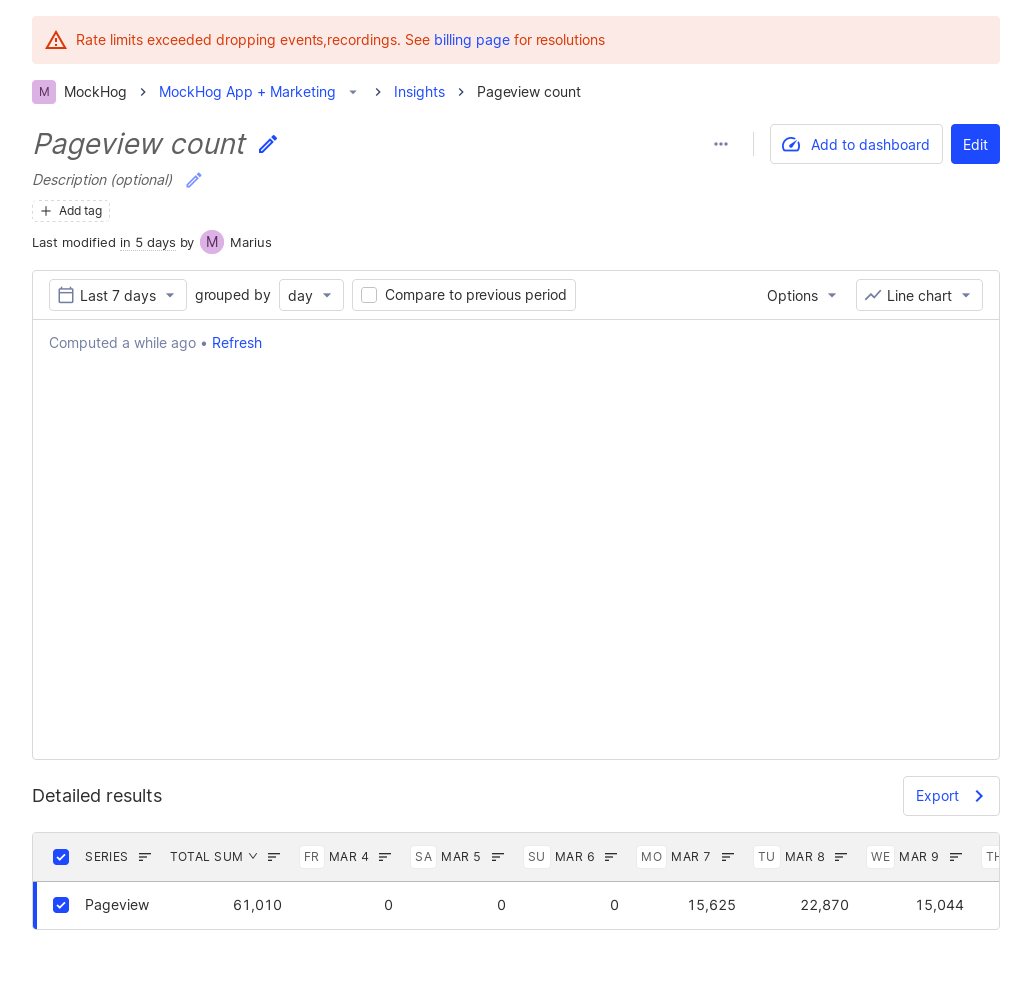 Rate limits exceeded dropping events,recordings. See billing page for resolutions
M MockHog MockHog App + Marketing Insights Pageview count
Pageview count
Add to dashboard
Edit
Description (optional)
Add tag
Last modified in 5 days by M Marius
Last 7 days grouped by day Compare to previous period Options Line chart
Computed a while ago • Refresh
Detailed results
Export
SERIES TOTAL SUM FR MAR 4 SA MAR 5 SU MAR 6 MO MAR 7 TU MAR 8 WE MAR 9
Pageview 61,010 0 0 0 15,625 22,870 15,044